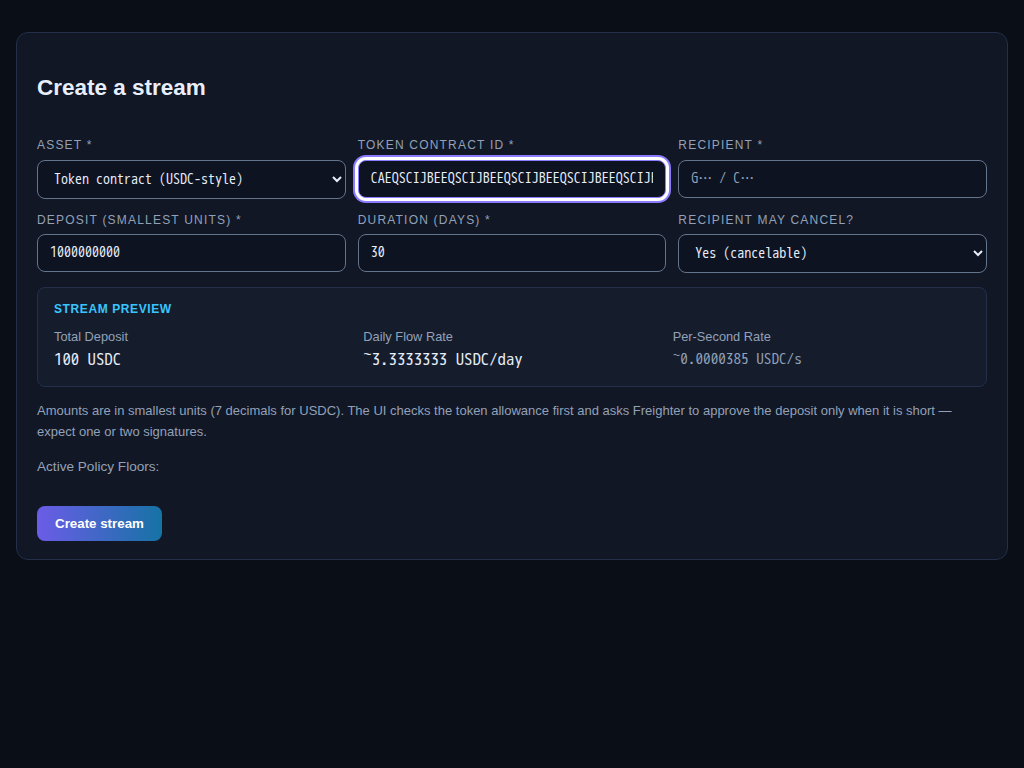 Create a stream
ASSET * TOKEN CONTRACT ID * RECIPIENT *
Token contract (USDC-style) CAEQSCIJBEEQSCIJBEEQSCIJBEEQSCIJBEEQSCIJ G… / C…
DEPOSIT (SMALLEST UNITS) * DURATION (DAYS) * RECIPIENT MAY CANCEL?
1000000000 30 Yes (cancelable)
STREAM PREVIEW
Total Deposit Daily Flow Rate Per-Second Rate
100 USDC ~3.3333333 USDC/day ~0.0000385 USDC/s
Amounts are in smallest units (7 decimals for USDC). The UI checks the token allowance first and asks Freighter to approve the deposit only when it is short —
expect one or two signatures.
Active Policy Floors:
Create stream